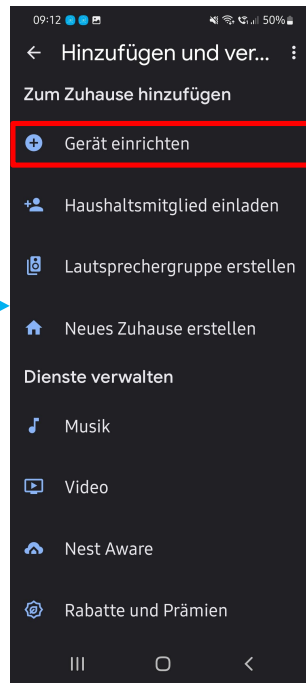 09:12 50%
Hinzufügen und ver...
Zum Zuhause hinzufügen
Gerät einrichten
Haushaltsmitglied einladen
Lautsprechergruppe erstellen
Neues Zuhause erstellen
Dienste verwalten
Musik
Video
Nest Aware
Rabatte und Prämien